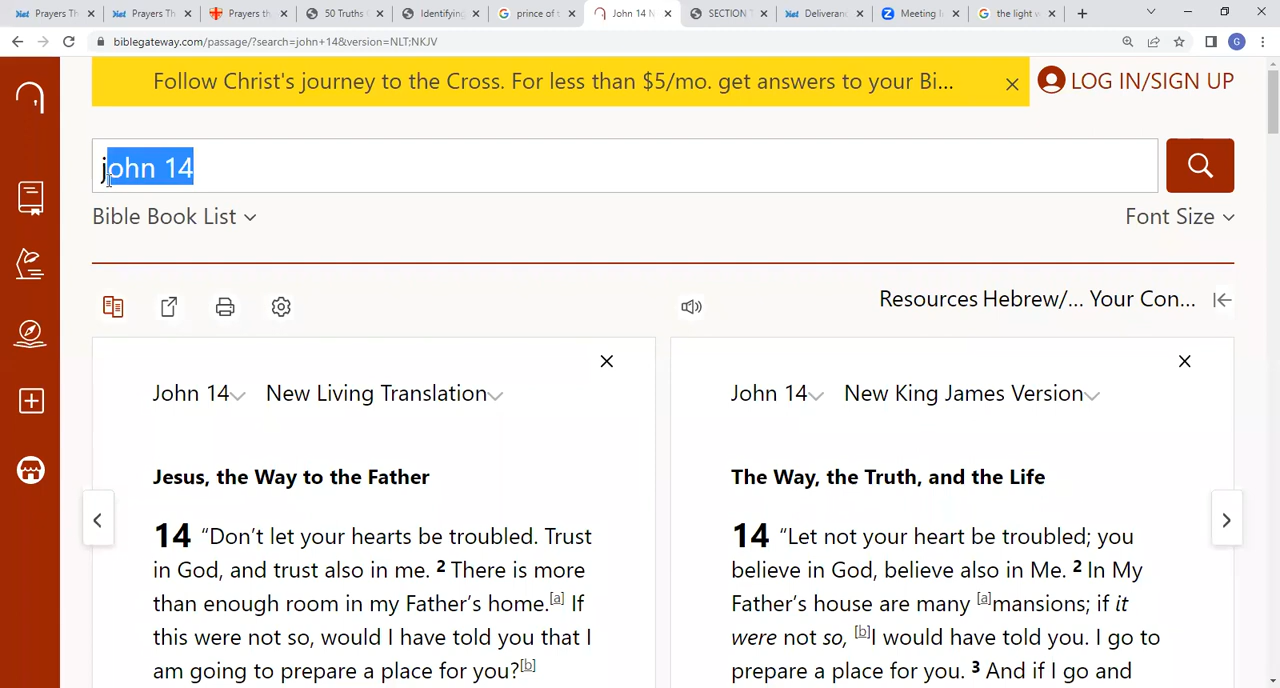 Prayers Th
Prayers Th
Prayers th
50 Truths
Identifying
prince of t
John 14 N
SECTION
Deliveranc
Meeting I
the light v
biblegateway.com/passage/?search=john+14&version=NLT;NKJV
G
Follow Christ's journey to the Cross. For less than $5/mo. get answers to your Bi...
LOG IN/SIGN UP
john 14
Bible Book List
Font Size
Resources Hebrew/... Your Con...
John 14 New Living Translation
Jesus, the Way to the Father
14 “Don’t let your hearts be troubled. Trust
in God, and trust also in me. 2 There is more
than enough room in my Father’s home.[a] If
this were not so, would I have told you that I
am going to prepare a place for you?[b]
John 14 New King James Version
The Way, the Truth, and the Life
14 “Let not your heart be troubled; you
believe in God, believe also in Me. 2 In My
Father’s house are many [a]mansions; if it
were not so, [b]I would have told you. I go to
prepare a place for you. 3 And if I go and